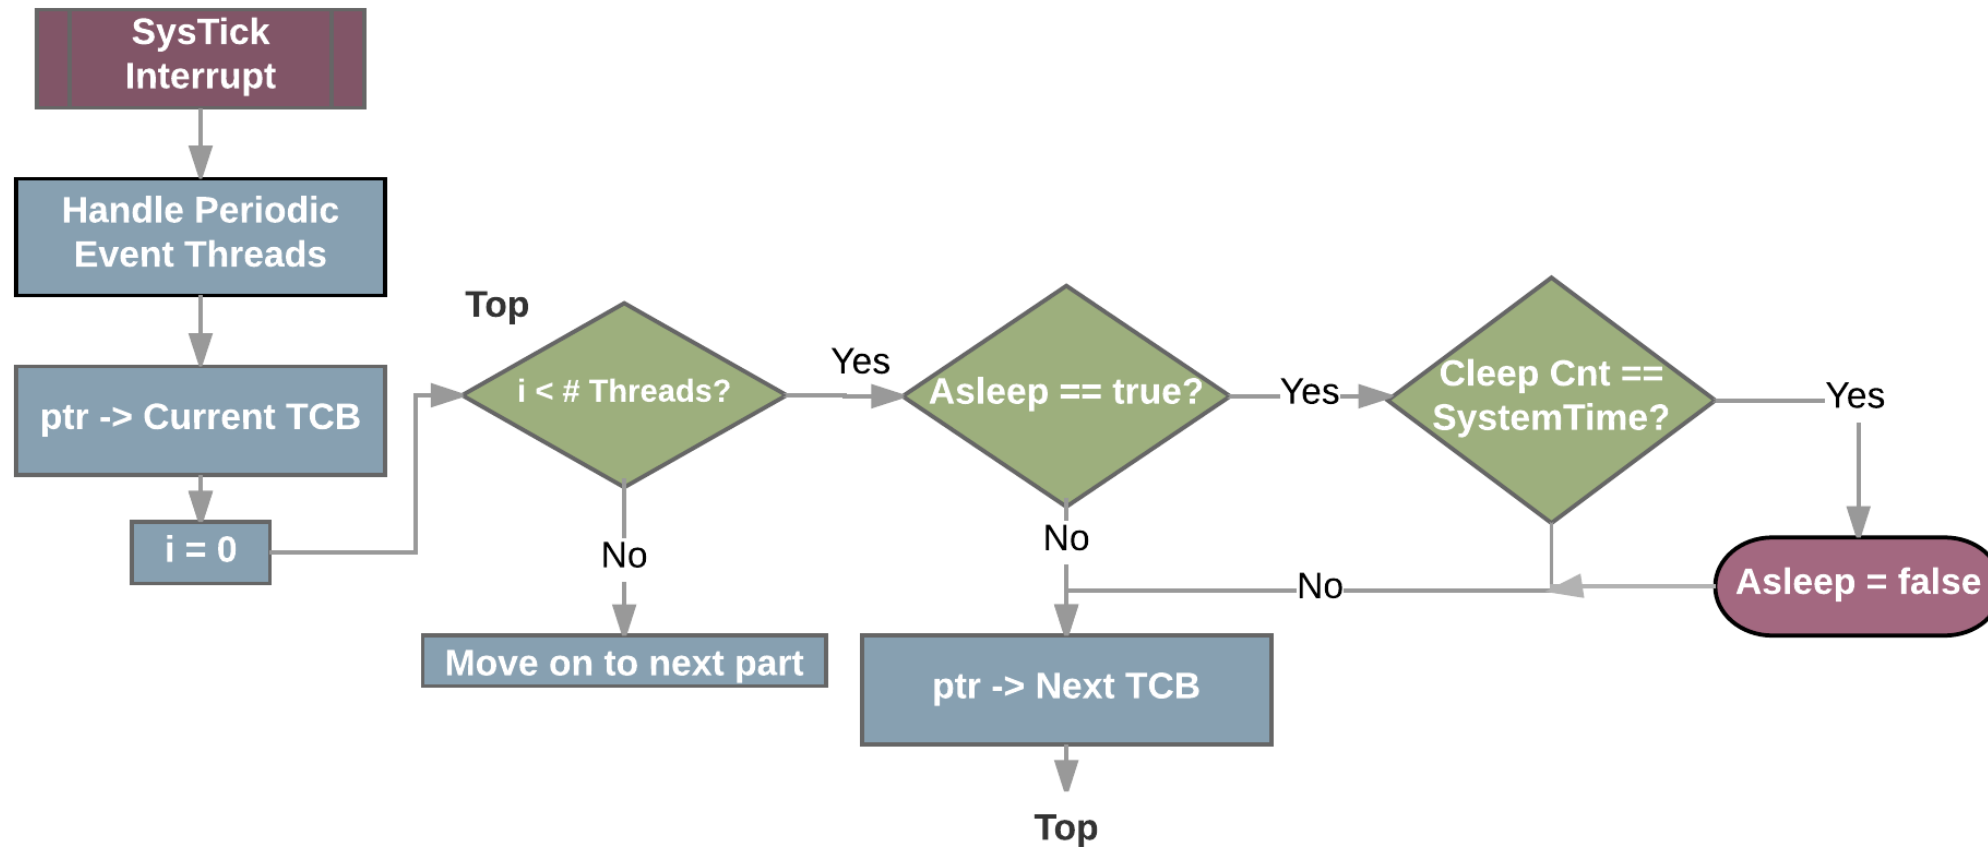 SysTick
Interrupt
Handle Periodic
Event Threads
ptr -> Current TCB
i = 0
Top
i < # Threads?
Yes
No
Move on to next part
Asleep == true?
Yes
No
Cleep Cnt ==
SystemTime?
Yes
No
Asleep = false
ptr -> Next TCB
Top